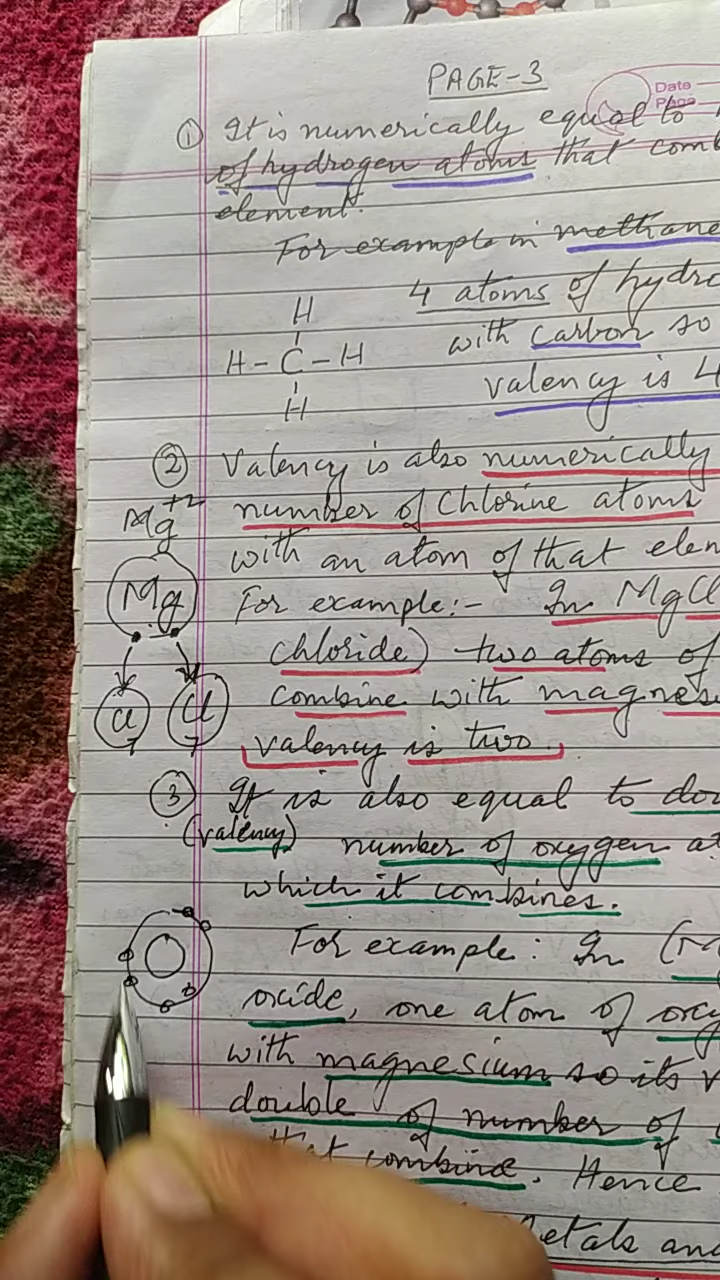 PAGE-3
Date
Page
① It is numerically equal to
of hydrogen atoms that comb
element.
For example in methane
4 atoms of hydro
with carbon so
valency is 4
H
H-C-H
H
② Valency is also numerically
number of Chlorine atoms
with an atom of that elem
For example:- In MgCl
chloride) two atoms of
combine with magnes
valency is two.
Mg+2
Mg
Cl Cl
7 7
③ It is also equal to dou
(valency) number of oxygen at
which it combines.
For example: In (M
oxide, one atom of oxy
with magnesium so its v
double of number of
that combine. Hence
Metals and